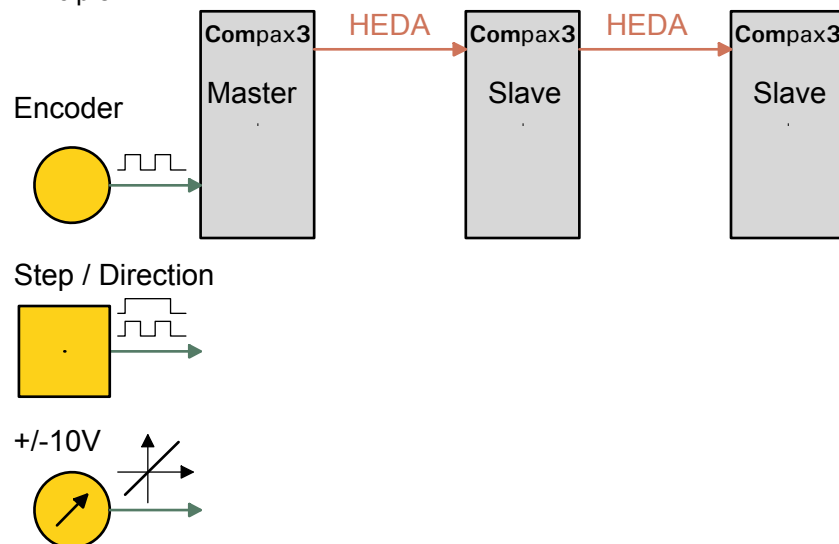 HEDA HEDA
Compax3 Compax3 Compax3
Master Slave Slave
Encoder
Step / Direction
+/-10V